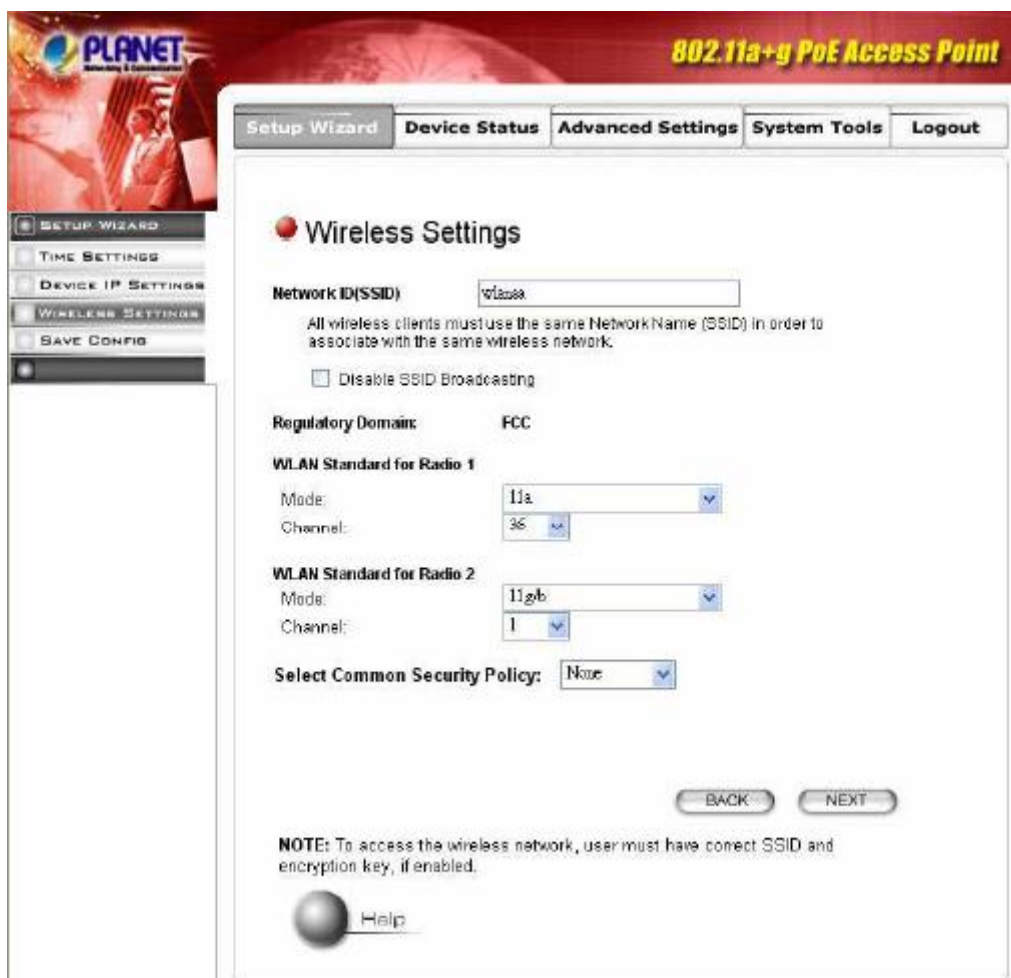 PLANET
Networking & Communication
802.11a+g PoE Access Point
Setup Wizard
Device Status
Advanced Settings
System Tools
Logout
SETUP WIZARD
TIME SETTINGS
DEVICE IP SETTINGS
WIRELESS SETTINGS
SAVE CONFIG
Wireless Settings
Network ID(SSID)
All wireless clients must use the same Network Name (SSID) in order to
associate with the same wireless network.
Disable SSID Broadcasting
Regulatory Domain: FCC
WLAN Standard for Radio 1
Mode: 11a
Channel: 36
WLAN Standard for Radio 2
Mode: 11g/b
Channel: 1
Select Common Security Policy: None
BACK
NEXT
NOTE: To access the wireless network, user must have correct SSID and
encryption key, if enabled.
Help